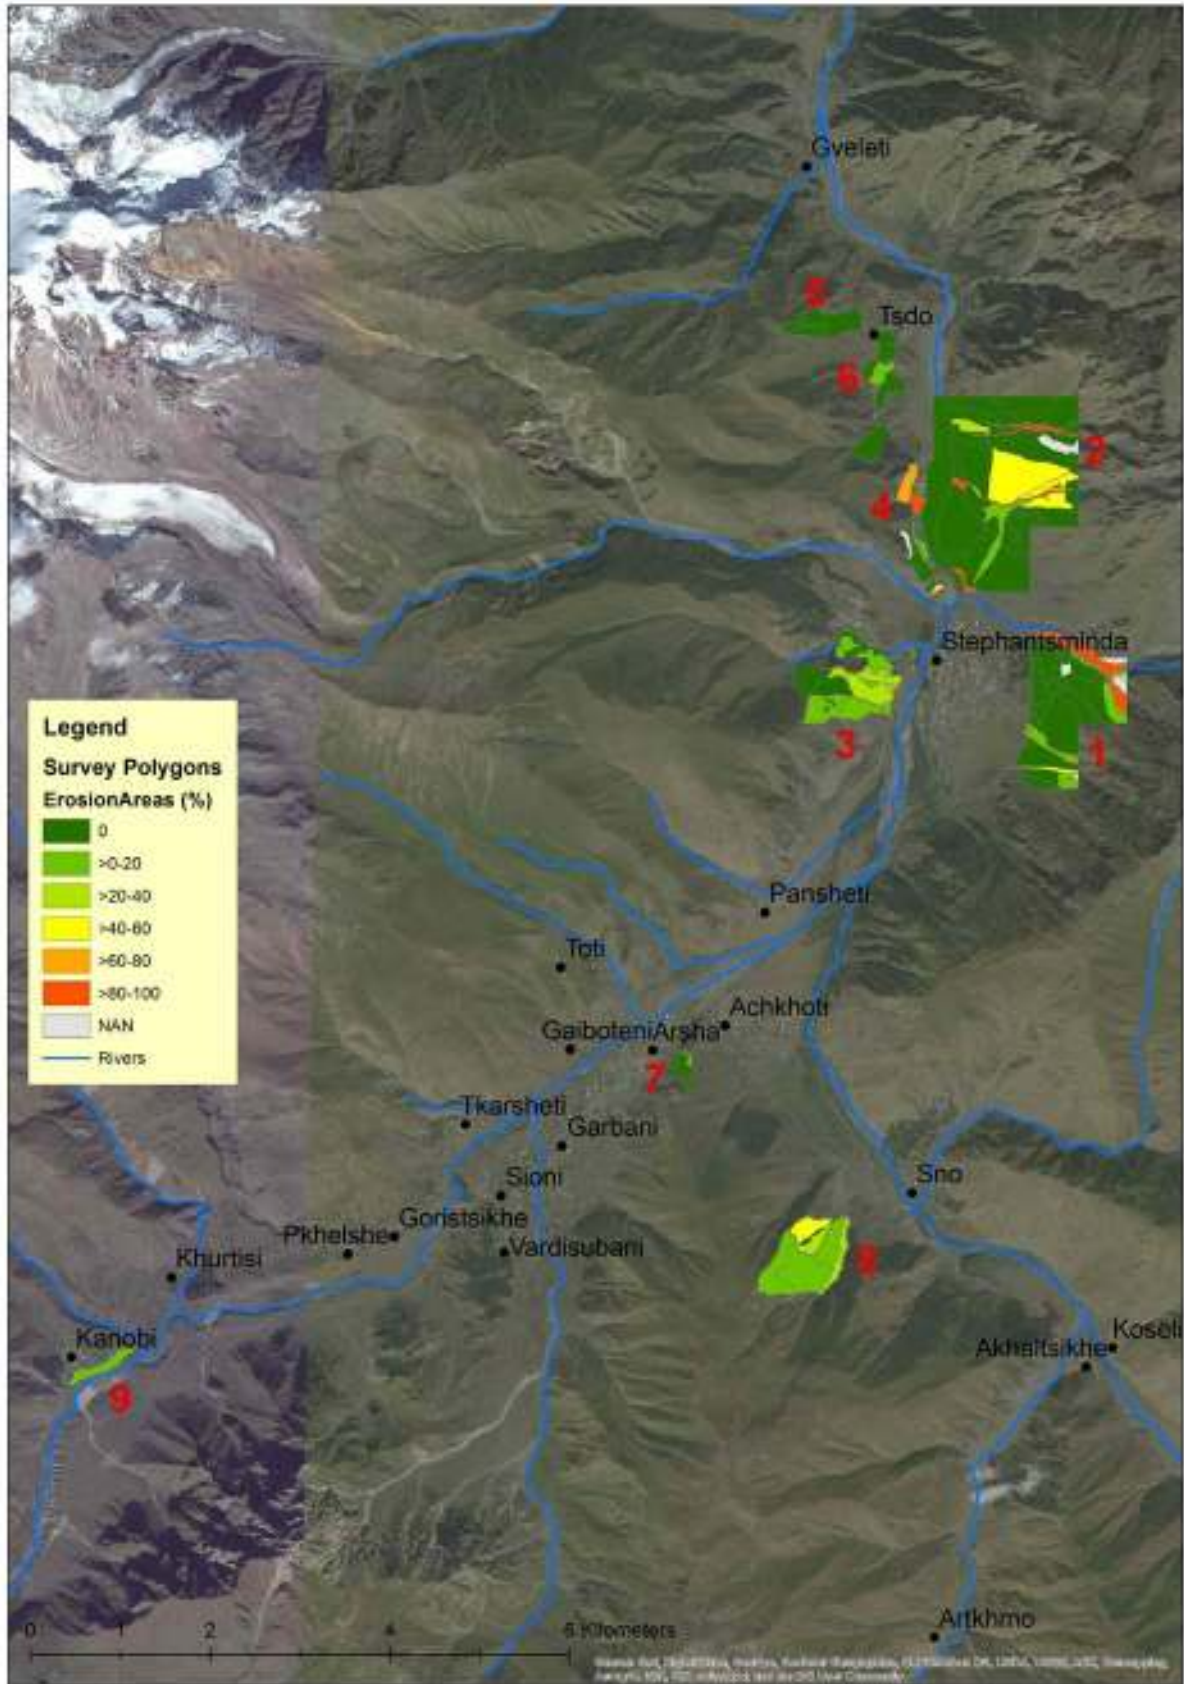 Gveleti
5
Tsdo
6
2
4
Stephantsminda
3
1
Legend
Survey Polygons
ErosionAreas (%)
0
>0-20
>20-40
>40-60
>60-80
>80-100
NAN
Rivers
Pansheti
Toti
Achkhoti
Gaiboteni Arsha
7
Tkarsheti
Garbani
Sioni
Sno
Goristsikhe
Pkhelshe
Vardisubani
Khurtisi
8
Kanobi
Koseli
Akhaltsikhe
9
Artkhmo
0 2 4 6 Kilometers